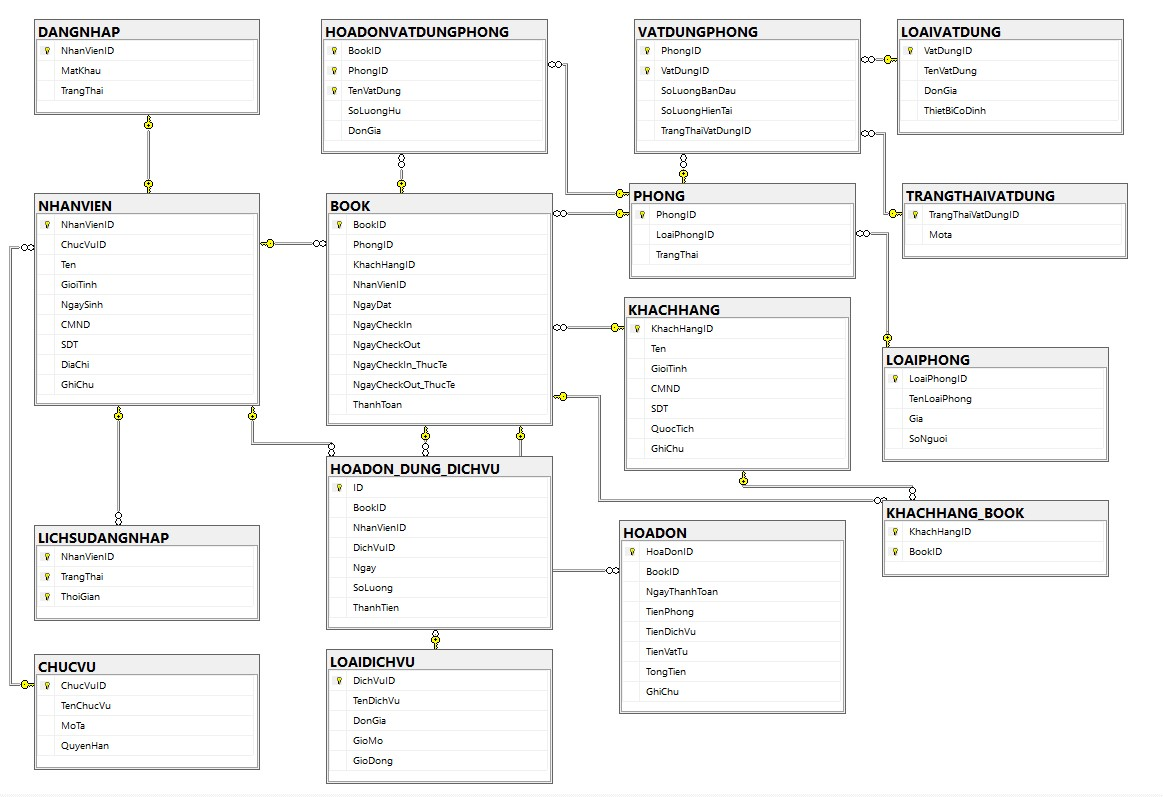 DANGNHAP
NhanVienID
MatKhau
TrangThai
HOADONVATDUNGPHONG
BookID
PhongID
TenVatDung
SoLuongHu
DonGia
VATDUNGPHONG
PhongID
VatDungID
SoLuongBanDau
SoLuongHienTai
TrangThaiVatDungID
LOAIVATDUNG
VatDungID
TenVatDung
DonGia
ThietBiCoDinh
NHANVIEN
NhanVienID
ChucVuID
Ten
GioiTinh
NgaySinh
CMND
SDT
DiaChi
GhiChu
BOOK
BookID
PhongID
KhachHangID
NhanVienID
NgayDat
NgayCheckIn
NgayCheckOut
NgayCheckIn_ThucTe
NgayCheckOut_ThucTe
ThanhToan
PHONG
PhongID
LoaiPhongID
TrangThai
TRANGTHAIVATDUNG
TrangThaiVatDungID
Mota
KHACHHANG
KhachHangID
Ten
GioiTinh
CMND
SDT
QuocTich
GhiChu
LOAIPHONG
LoaiPhongID
TenLoaiPhong
Gia
SoNguoi
HOADON_DUNG_DICHVU
ID
BookID
NhanVienID
DichVuID
Ngay
SoLuong
ThanhTien
KHACHHANG_BOOK
KhachHangID
BookID
LICHSUDANGNHAP
NhanVienID
TrangThai
ThoiGian
HOADON
HoaDonID
BookID
NgayThanhToan
TienPhong
TienDichVu
TienVatTu
TongTien
GhiChu
CHUCVU
ChucVuID
TenChucVu
MoTa
QuyenHan
LOAIDICHVU
DichVuID
TenDichVu
DonGia
GioMo
GioDong